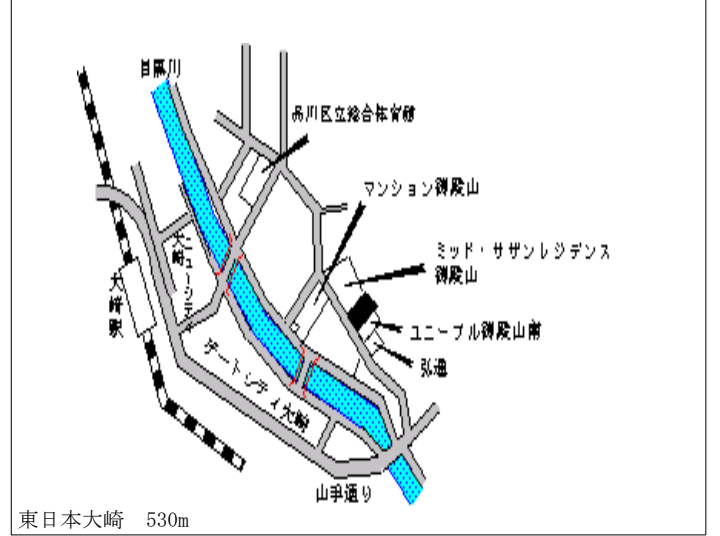 目黒川
品川区立総合体育館
マンション御殿山
ミッド・サザンレジデンス
御殿山
ユニーブル御殿山前
弘通
大崎
ニューシティ
大崎駅
ゲートシティ大崎
山手通り
東日本大崎　530m